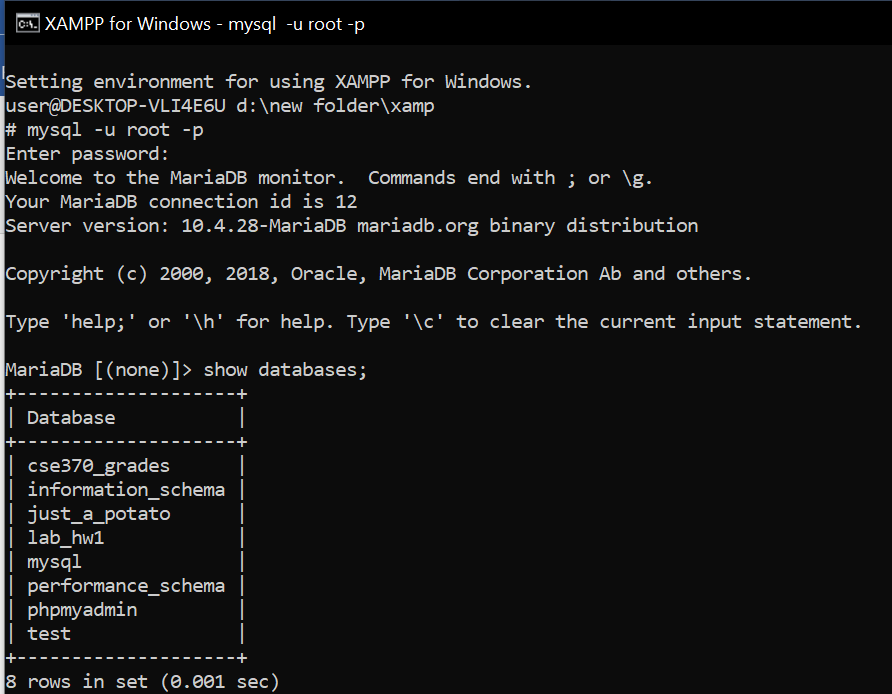 XAMPP for Windows - mysql  -u root -p
Setting environment for using XAMPP for Windows.
user@DESKTOP-VLI4E6U d:\new folder\xamp
# mysql -u root -p
Enter password:
Welcome to the MariaDB monitor.  Commands end with ; or \g.
Your MariaDB connection id is 12
Server version: 10.4.28-MariaDB mariadb.org binary distribution
Copyright (c) 2000, 2018, Oracle, MariaDB Corporation Ab and others.
Type 'help;' or '\h' for help. Type '\c' to clear the current input statement.
MariaDB [(none)]> show databases;
+--------------------+
| Database           |
+--------------------+
| cse370_grades      |
| information_schema |
| just_a_potato      |
| lab_hw1            |
| mysql              |
| performance_schema |
| phpmyadmin         |
| test               |
+--------------------+
8 rows in set (0.001 sec)